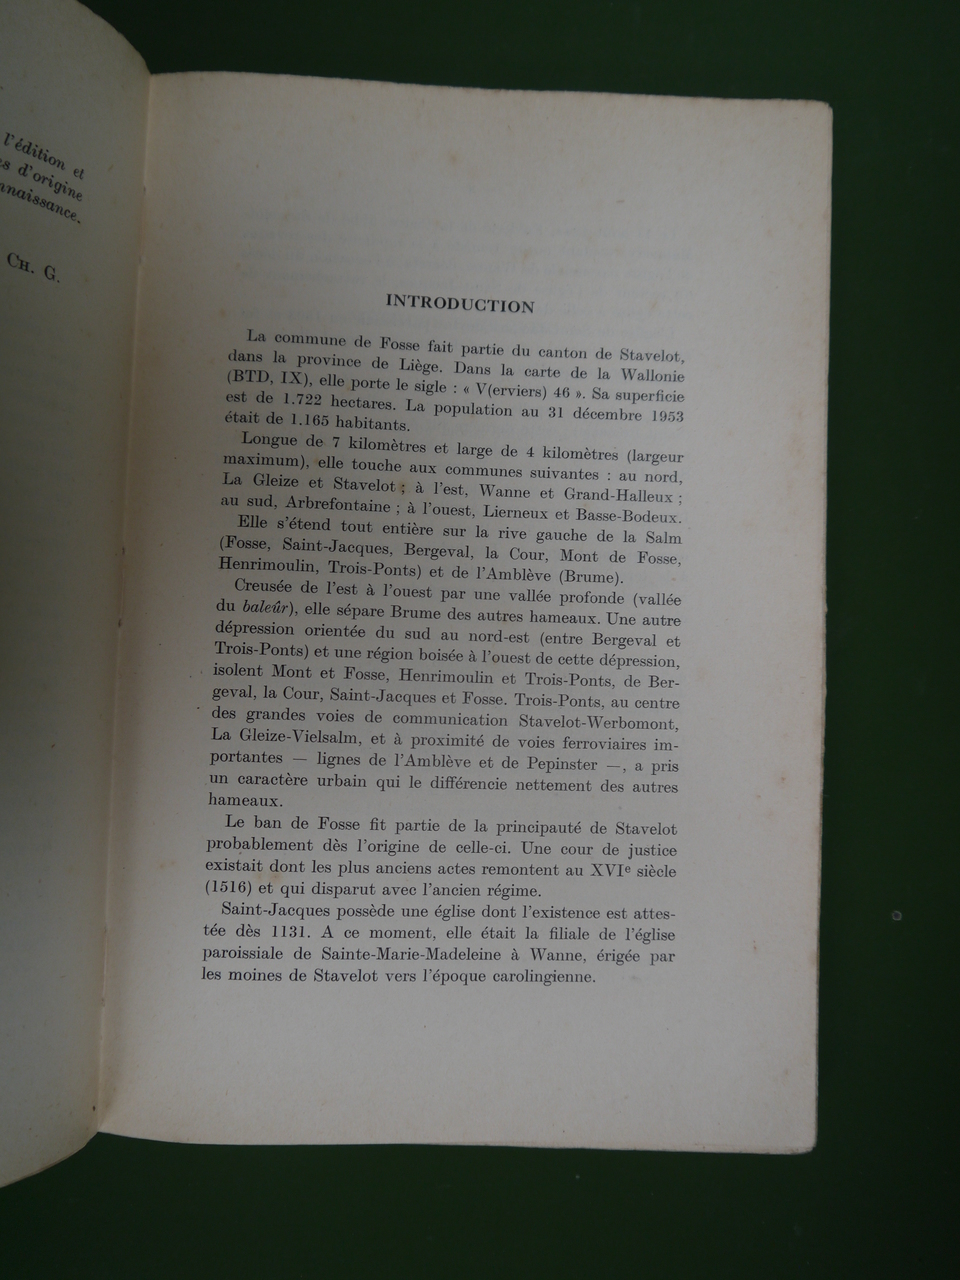 l'édition et
d'origine
CH. G.
INTRODUCTION
La commune de Fosse fait partie du canton de Stavelot,
dans la province de Liège. Dans la carte de la Wallonie
(BTD, IX), elle porte le sigle : « V(erviers) 46 ». Sa superficie
est de 1.722 hectares. La population au 31 décembre 1953
était de 1.165 habitants.
Longue de 7 kilomètres et large de 4 kilomètres (largeur
maximum), elle touche aux communes suivantes : au nord,
La Gleize et Stavelot ; à l'est, Wanne et Grand-Halleux ;
au sud, Arbrefontaine ; à l'ouest, Lierneux et Basse-Bodeux.
Elle s'étend tout entière sur la rive gauche de la Salm
(Fosse, Saint-Jacques, Bergeval, la Cour, Mont de Fosse,
Henrimoulin, Trois-Ponts) et de l'Amblève (Brume).
Creusée de l'est à l'ouest par une vallée profonde (vallée
du baleûr), elle sépare Brume des autres hameaux. Une autre
dépression orientée du sud au nord-est (entre Bergeval et
Trois-Ponts) et une région boisée à l'ouest de cette dépression,
isolent Mont et Fosse, Henrimoulin et Trois-Ponts, de Ber-
geval, la Cour, Saint-Jacques et Fosse. Trois-Ponts, au centre
des grandes voies de communication Stavelot-Werbomont,
La Gleize-Vielsalm, et à proximité de voies ferroviaires im-
portantes — lignes de l'Amblève et de Pepinster —, a pris
un caractère urbain qui le différencie nettement des autres
hameaux.
Le ban de Fosse fit partie de la principauté de Stavelot
probablement dès l'origine de celle-ci. Une cour de justice
existait dont les plus anciens actes remontent au XVIe siècle
(1516) et qui disparut avec l'ancien régime.
Saint-Jacques possède une église dont l'existence est attes-
tée dès 1131. A ce moment, elle était la filiale de l'église
paroissiale de Sainte-Marie-Madeleine à Wanne, érigée par
les moines de Stavelot vers l'époque carolingienne.